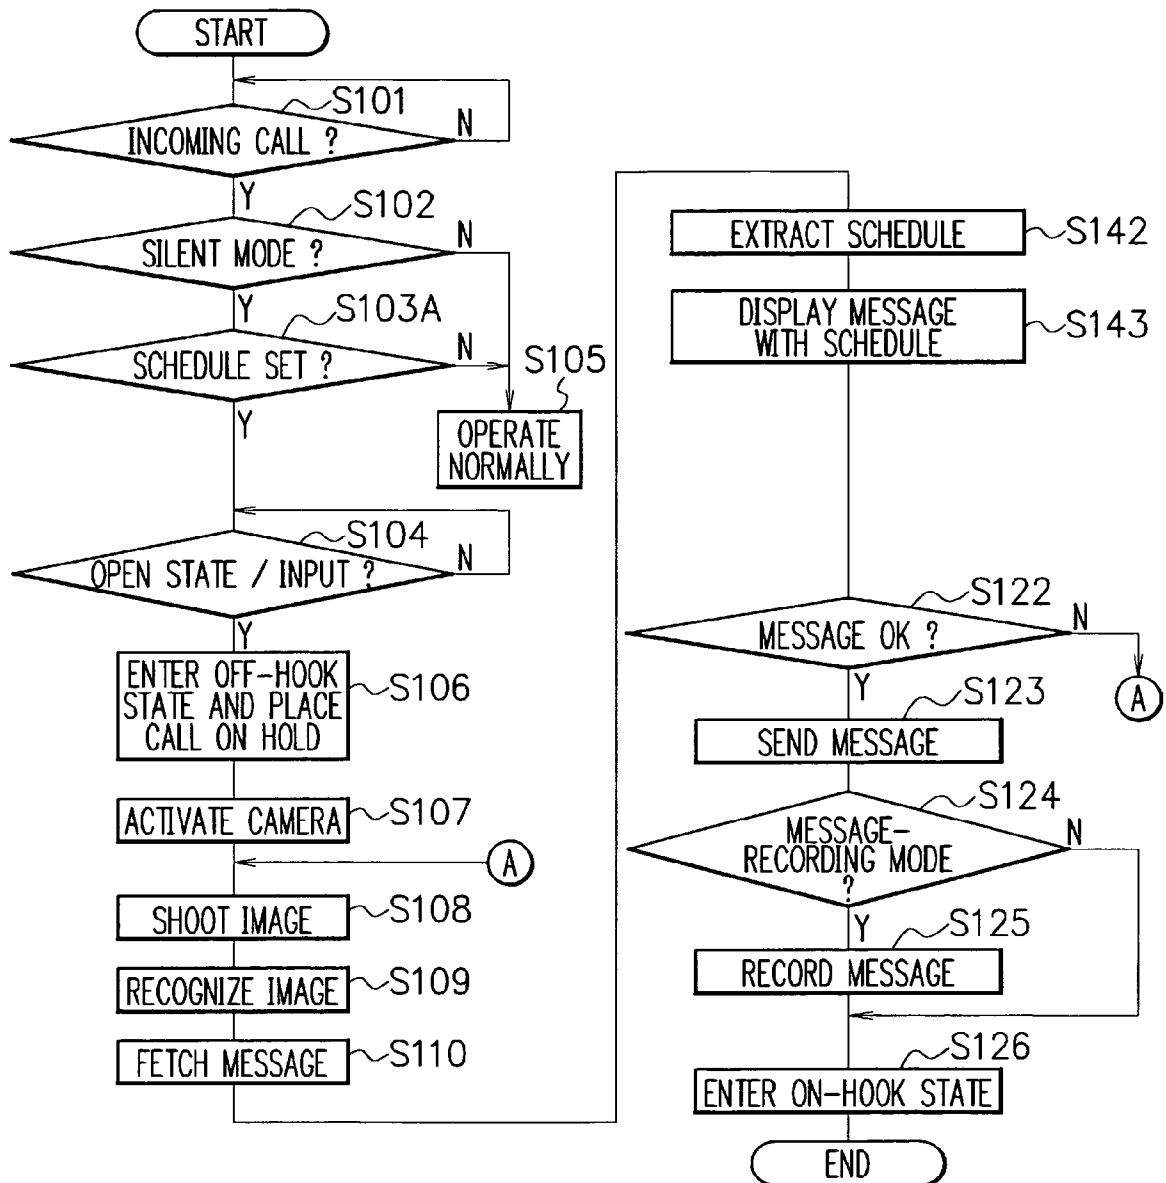 START
S101
INCOMING CALL ?
N
Y
S102
SILENT MODE ?
N
Y
S103A
SCHEDULE SET ?
N
Y
S105
OPERATE
NORMALLY
S104
OPEN STATE / INPUT ?
N
Y
ENTER OFF-HOOK
STATE AND PLACE
CALL ON HOLD
S106
ACTIVATE CAMERA
S107
A
SHOOT IMAGE
S108
RECOGNIZE IMAGE
S109
FETCH MESSAGE
S110
EXTRACT SCHEDULE
S142
DISPLAY MESSAGE
WITH SCHEDULE
S143
S122
MESSAGE OK ?
N
A
Y
S123
SEND MESSAGE
S124
MESSAGE-
RECORDING MODE
?
N
Y
S125
RECORD MESSAGE
S126
ENTER ON-HOOK STATE
END